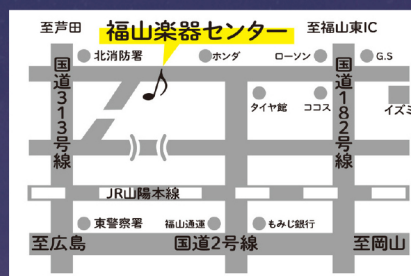 至芦田
福山楽器センター
至福山東IC
北消防署
ホンダ
ローソン
G.S
国道313号線
国道182号線
タイヤ館
ココス
イズミ
JR山陽本線
東警察署
福山通運
もみじ銀行
至広島
国道2号線
至岡山